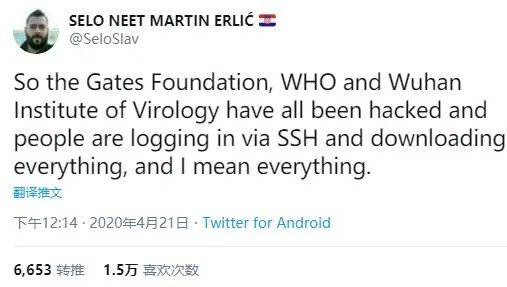 SELO NEET MARTIN ERLIĆ 🇭🇷
@SeloSlav
So the Gates Foundation, WHO and Wuhan
Institute of Virology have all been hacked and
people are logging in via SSH and downloading
everything, and I mean everything.
翻译推文
下午12:14 · 2020年4月21日 · Twitter for Android
6,653 转推 1.5万 喜欢次数